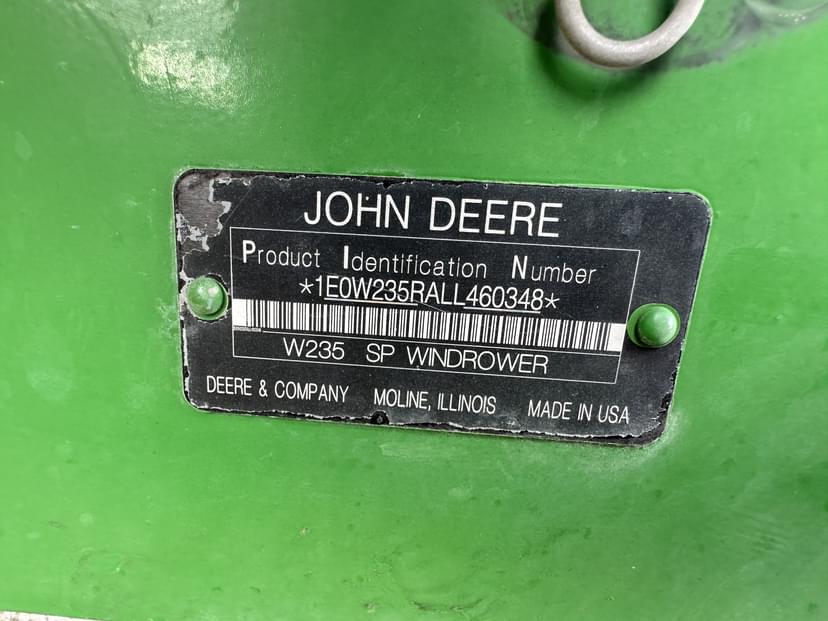 JOHN DEERE
Product Identification Number
*1E0W235RALL460348*
W235 SP WINDROWER
DEERE & COMPANY MOLINE, ILLINOIS MADE IN USA